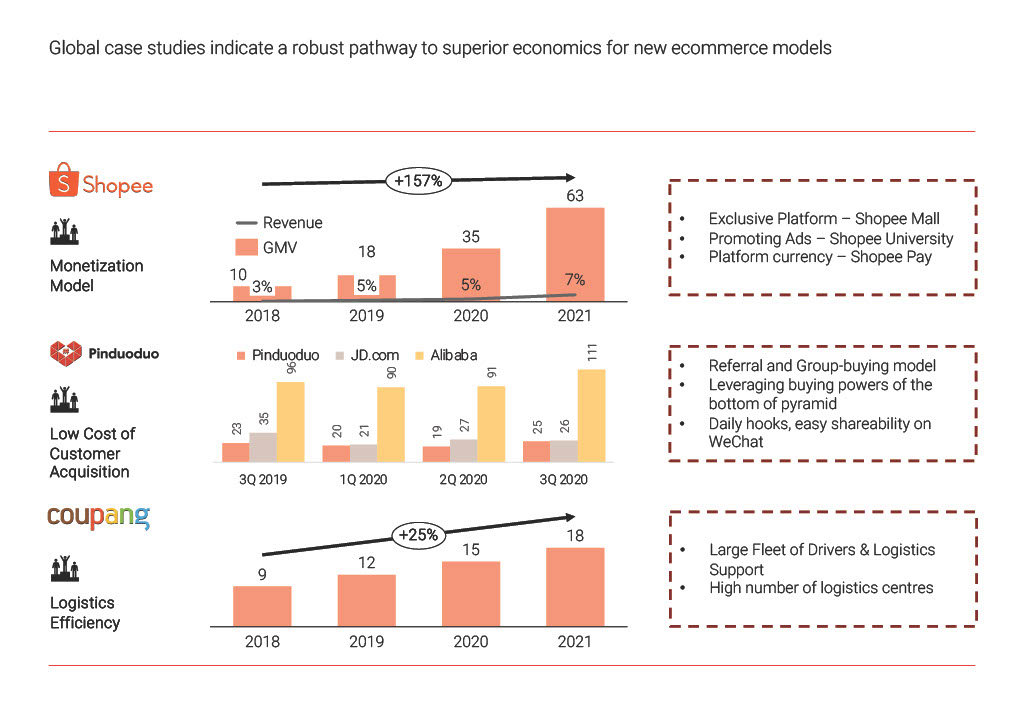 Global case studies indicate a robust pathway to superior economics for new ecommerce models
S Shopee
Monetization
Model
+157%
Revenue
GMV
10
18
35
63
3%
5%
5%
7%
2018
2019
2020
2021
• Exclusive Platform – Shopee Mall
• Promoting Ads – Shopee University
• Platform currency – Shopee Pay
Pinduoduo
Low Cost of
Customer
Acquisition
Pinduoduo
JD.com
Alibaba
23
35
96
20
21
90
19
27
91
25
26
111
3Q 2019
1Q 2020
2Q 2020
3Q 2020
• Referral and Group-buying model
• Leveraging buying powers of the
bottom of pyramid
• Daily hooks, easy shareability on
WeChat
coupang
Logistics
Efficiency
+25%
9
12
15
18
2018
2019
2020
2021
• Large Fleet of Drivers & Logistics
Support
• High number of logistics centres